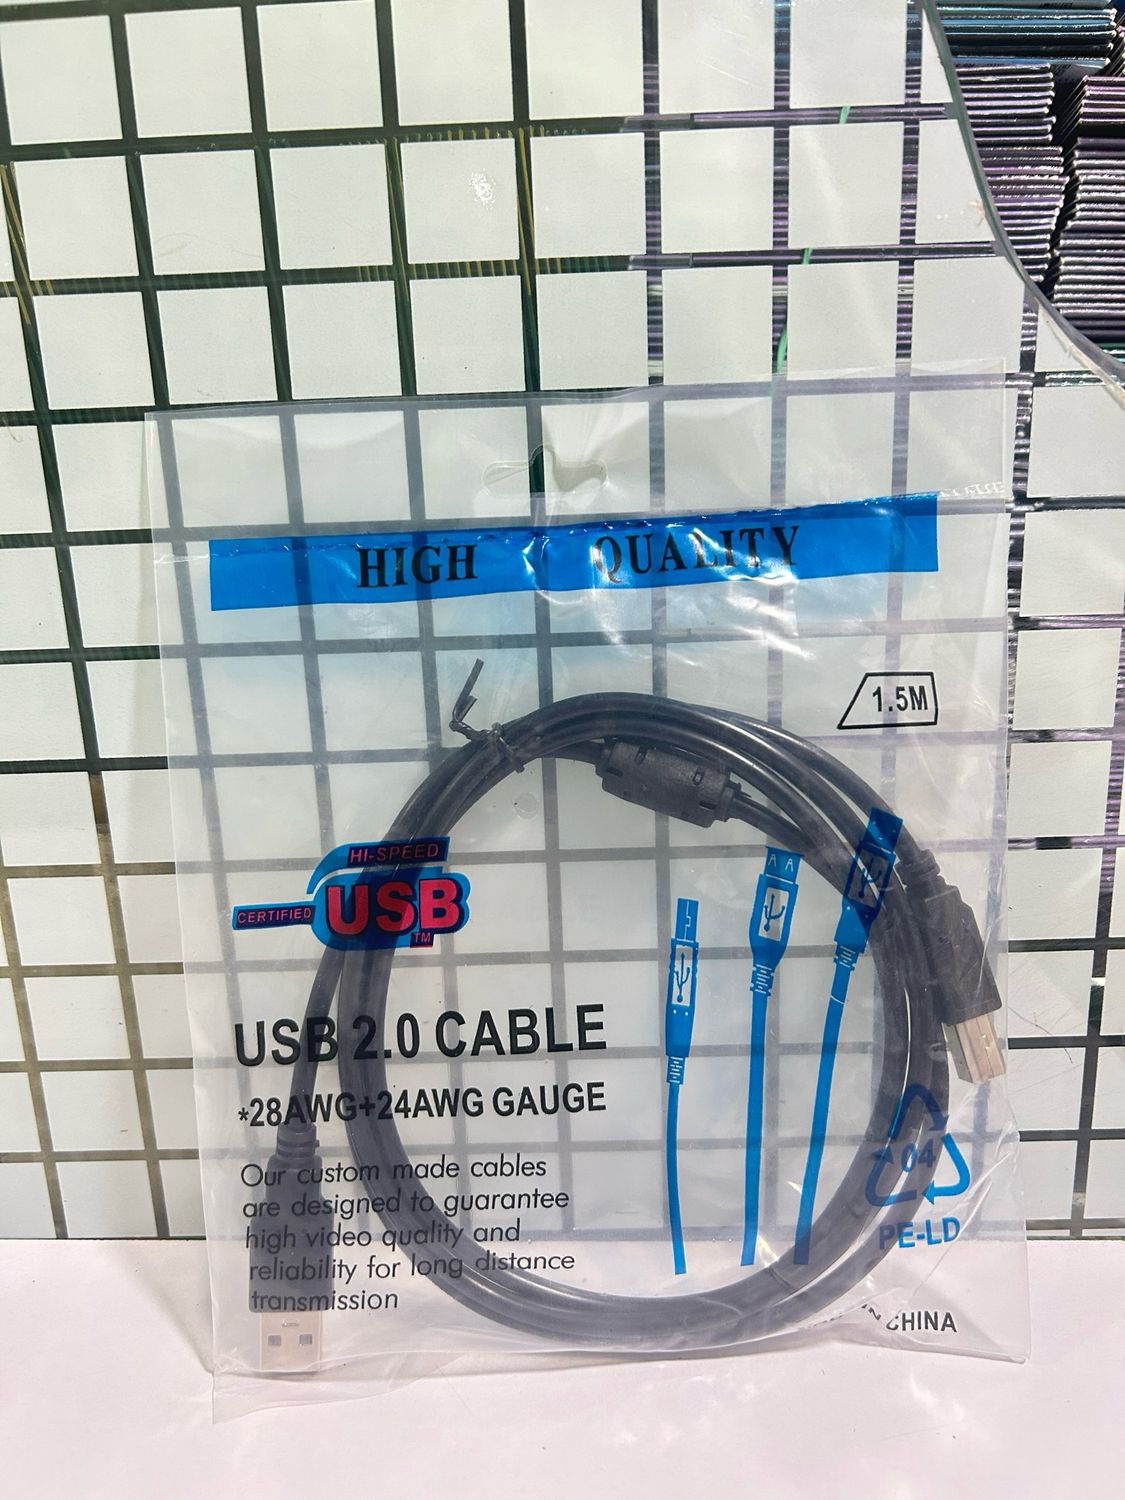 HIGH QUALITY
1.5M
HI-SPEED
CERTIFIED USB
TM
A A
USB 2.0 CABLE
*28AWG+24AWG GAUGE
Our custom made cables
are designed to guarantee
high video quality and
reliability for long distance
transmission
04
PE-LD
IN CHINA